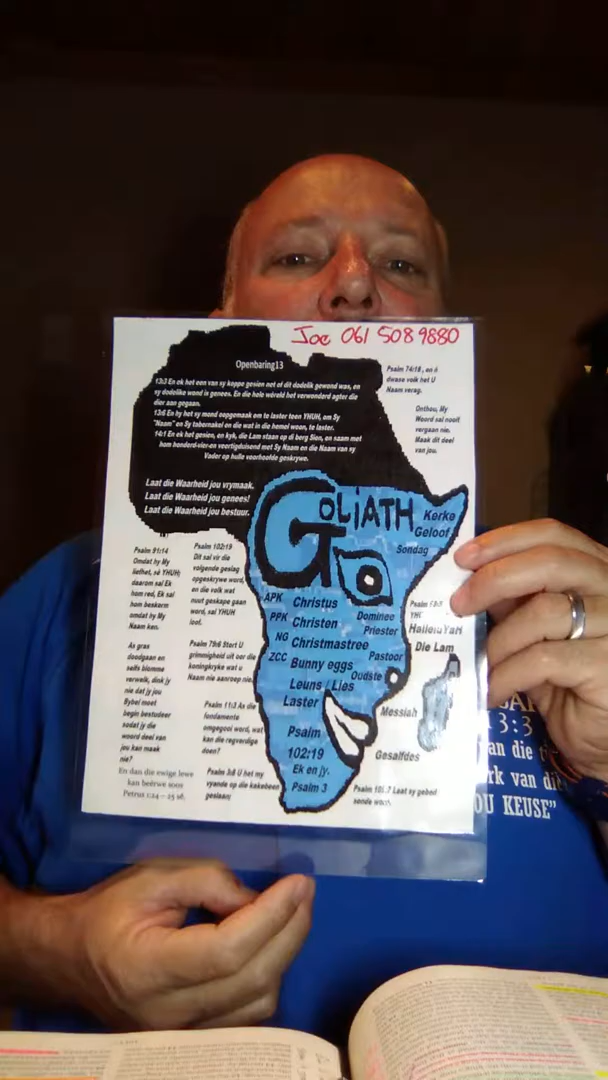 Joe 061 508 9880
Openbaring13
13:3 En ek het een van sy koppe gesien net of dit dodelik gewond was, en
sy dodelike wond is genees. En die hele wêreld het verwonderd agter die
dier aan gegaan.
13:6 En hy het sy mond oopgemaak om te laster teen YHUH, om Sy
"Naam" en Sy tabernakel en die wat in die hemel woon, te laster.
14:1 En ek het gesien, en kyk, die Lam staan op die berg Sion, en saam met
hom honderd-vier-en-veertigduisend met Sy Naam en die Naam van sy
Vader op hulle voorhoofde geskrywe.
Psalm 74:18, en 'n
dwase volk het U
Naam verag.
Onthou, My
Woord sal nooit
vergaan nie.
Maak dit deel
van jou.
Laat die Waarheid jou vrymaak.
Laat die Waarheid jou genees!
Laat die Waarheid jou bestuur.
GOLIATH
Kerke
Geloof
Sondag
Psalm 91:14
Omdat hy My
liefhet, sê YHUH;
daarom sal Ek
hom red, Ek sal
hom beskerm
omdat hy My
Naam ken.
As gras
doodgaan en
selfs blomme
verwelk, dink jy
nie dat jy jou
Bybel moet
begin bestudeer
sodat jy die
woord deel van
jou kan maak
nie?
En dan die ewige lewe
kan beërwe soos
Petrus 1:24 – 25 sê.
Psalm 102:19
Dit sal vir die
volgende geslag
opgeskrywe word,
en die volk wat
nout geskape gaan
word, sal YHUH
loof.
Psalm 79:6 Stort U
grimmigheid uit oor die
koningkryke wat u
Naam nie aanroep nie.
Psalm 11:3 As die
fondamente
omgegooi word, wat
kan die regverdige
doen?
Psalm 3:8 U het my
vyande op die kakebeen
geslaan;
APK
PPK
NG
ZCC
Christus
Christen
Christmastree
Bunny eggs
Leuns / Lies
Laster
Psalm
102:19
Ek en jy.
Psalm 3
Dominee
Priester
Pastoor
Oudste
HalleluYaH
Die Lam
Messiah
Gesalfdes
3:3
an die
rk van die
OU KEUSE"